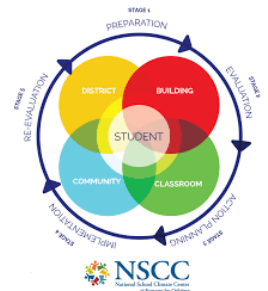 STAGE 1
PREPARATION
STAGE 2
EVALUATION
STAGE 3
ACTION PLANNING
STAGE 4
IMPLEMENTATION
STAGE 5
RE-EVALUATION
DISTRICT
BUILDING
STUDENT
COMMUNITY
CLASSROOM
NSCC
National School Climate Center